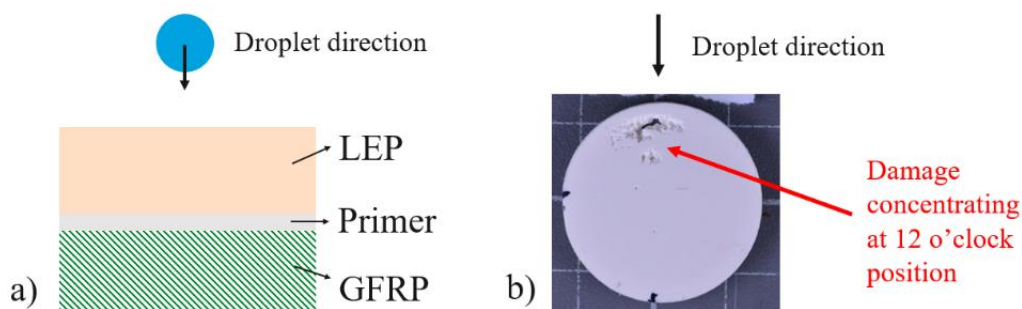 Droplet direction
LEP
Primer
GFRP
a)
Droplet direction
Damage
concentrating
at 12 o’clock
position
b)